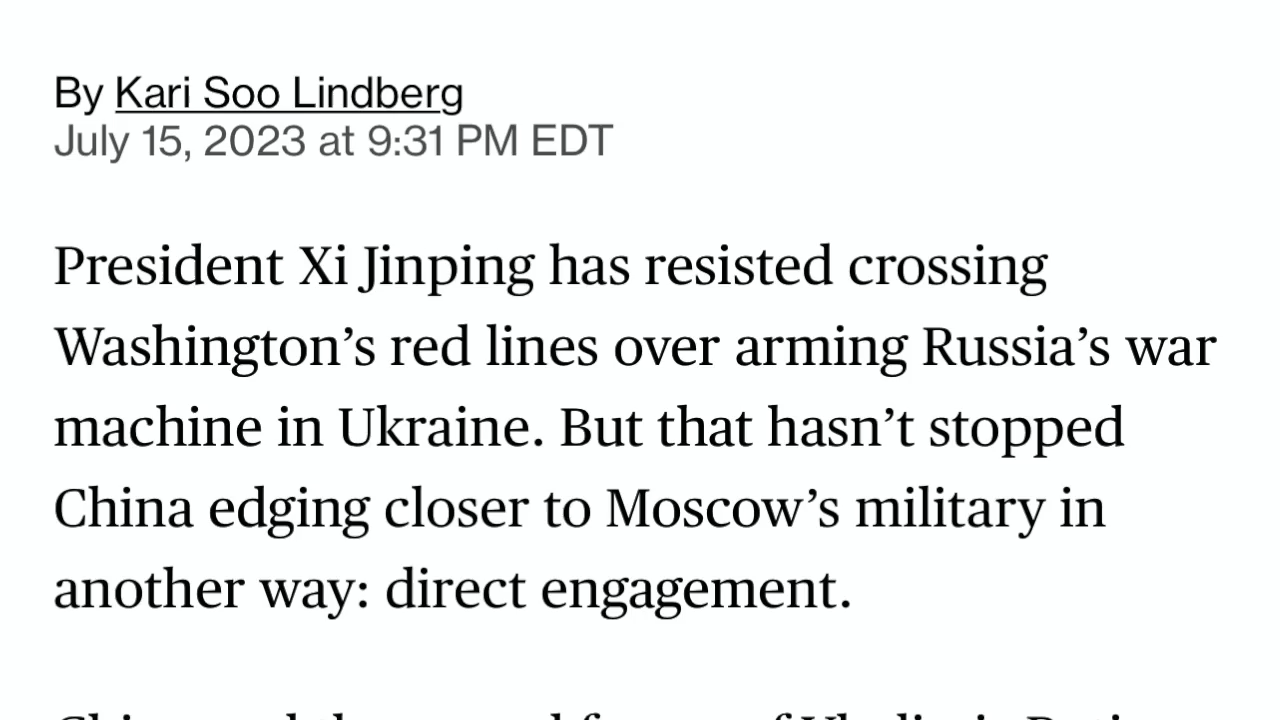 By Kari Soo Lindberg
July 15, 2023 at 9:31 PM EDT
President Xi Jinping has resisted crossing
Washington’s red lines over arming Russia’s war
machine in Ukraine. But that hasn’t stopped
China edging closer to Moscow’s military in
another way: direct engagement.